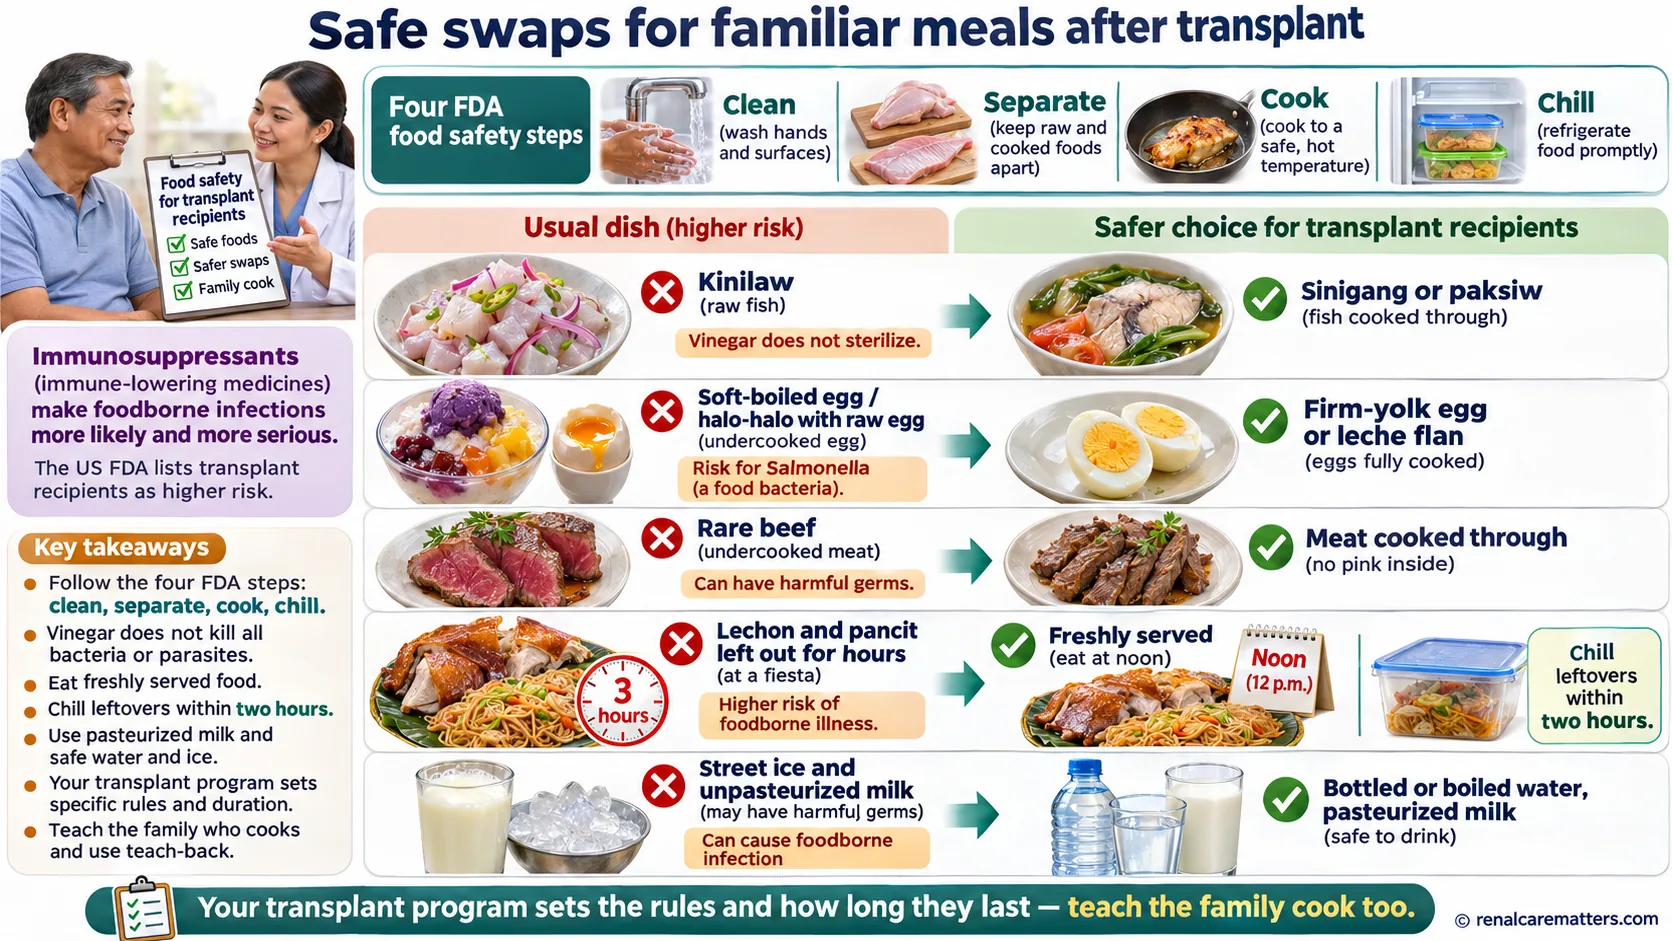 Safe swaps for familiar meals after transplant
Food safety
for transplant
recipients
Safe foods
Safer swaps
Family cook
Four FDA
food safety steps
Clean
(wash hands
and surfaces)
Separate
(keep raw and
cooked foods
apart)
Cook
(cook to a
safe, hot
temperature)
Chill
(refrigerate
food promptly)
Immunosuppressants
(immune-lowering medicines)
make foodborne infections
more likely and more serious.
The US FDA lists transplant
recipients as higher risk.
Key takeaways
Follow the four FDA steps:
clean, separate, cook, chill.
Vinegar does not kill all
bacteria or parasites.
Eat freshly served food.
Chill leftovers within two hours.
Use pasteurized milk and
safe water and ice.
Your transplant program sets
specific rules and duration.
Teach the family who cooks
and use teach-back.
Usual dish (higher risk)
Safer choice for transplant recipients
Kinilaw
(raw fish)
Vinegar does not sterilize.
Sinigang or paksiw
(fish cooked through)
Soft-boiled egg /
halo-halo with raw egg
(undercooked egg)
Risk for Salmonella
(a food bacteria).
Firm-yolk egg
or leche flan
(eggs fully cooked)
Rare beef
(undercooked meat)
Can have harmful germs.
Meat cooked through
(no pink inside)
3
hours
Lechon and pancit
left out for hours
(at a fiesta)
Higher risk of
foodborne illness.
Freshly served
(eat at noon)
Noon
(12 p.m.)
Chill
leftovers
within
two hours.
Street ice and
unpasteurized milk
(may have harmful germs)
Can cause foodborne
infection
Bottled or boiled water,
pasteurized milk
(safe to drink)
Your transplant program sets the rules and how long they last — teach the family cook too.
© renalcarematters.com